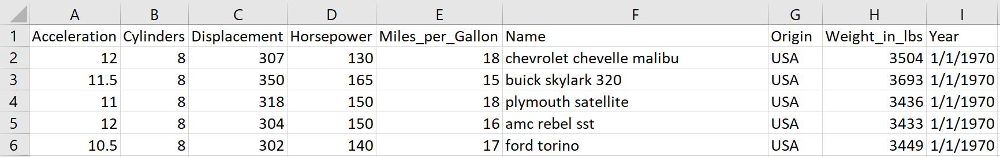 A B C D E F G H I
1 Acceleration Cylinders Displacement Horsepower Miles_per_Gallon Name Origin Weight_in_lbs Year
2 12 8 307 130 18 chevrolet chevelle malibu USA 3504 1/1/1970
3 11.5 8 350 165 15 buick skylark 320 USA 3693 1/1/1970
4 11 8 318 150 18 plymouth satellite USA 3436 1/1/1970
5 12 8 304 150 16 amc rebel sst USA 3433 1/1/1970
6 10.5 8 302 140 17 ford torino USA 3449 1/1/1970